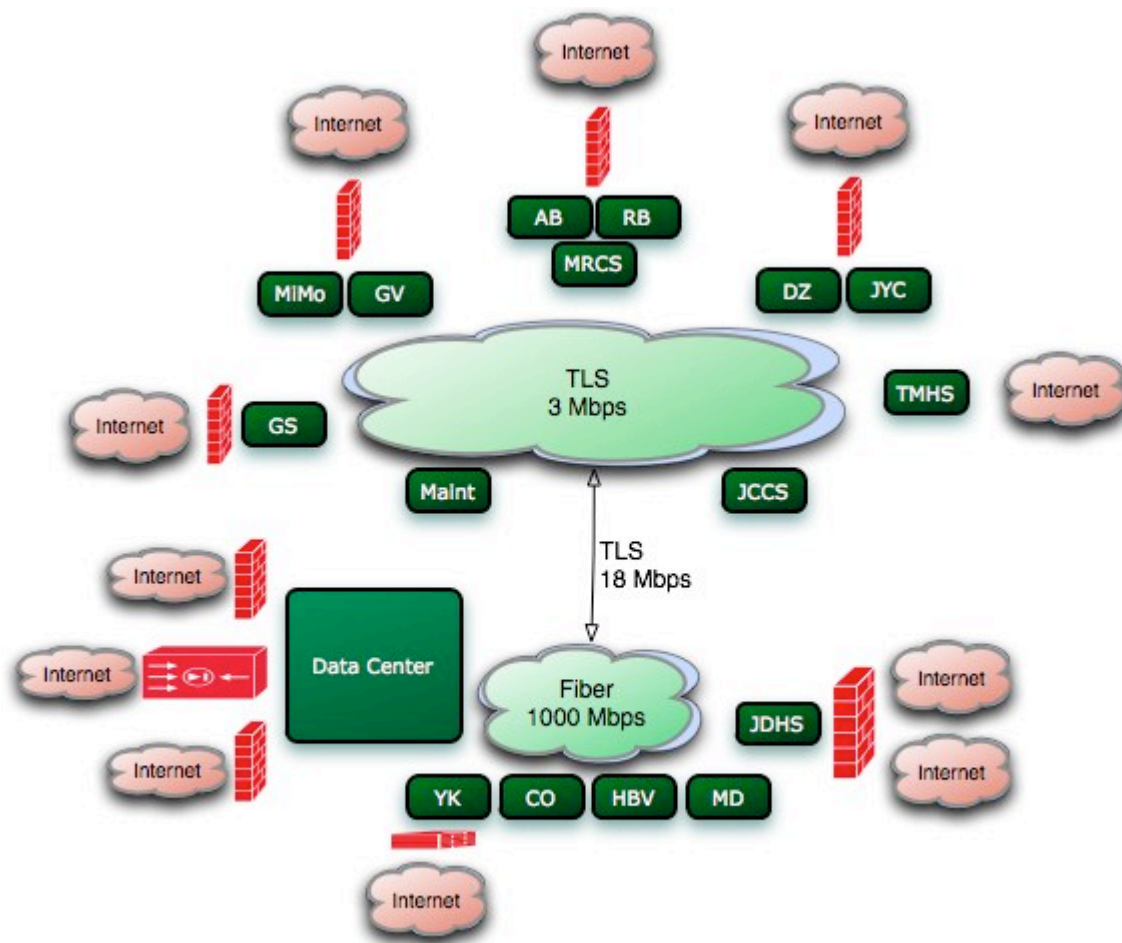 Internet
Internet
Internet
AB RB
MRCS
MiMo GV
DZ JYC
TLS
3 Mbps
TMHS
Internet
Internet
GS
Maint
JCCS
TLS
18 Mbps
Internet
Data Center
Internet
Fiber
1000 Mbps
JDHS
Internet
Internet
Internet
YK CO HBV MD
Internet